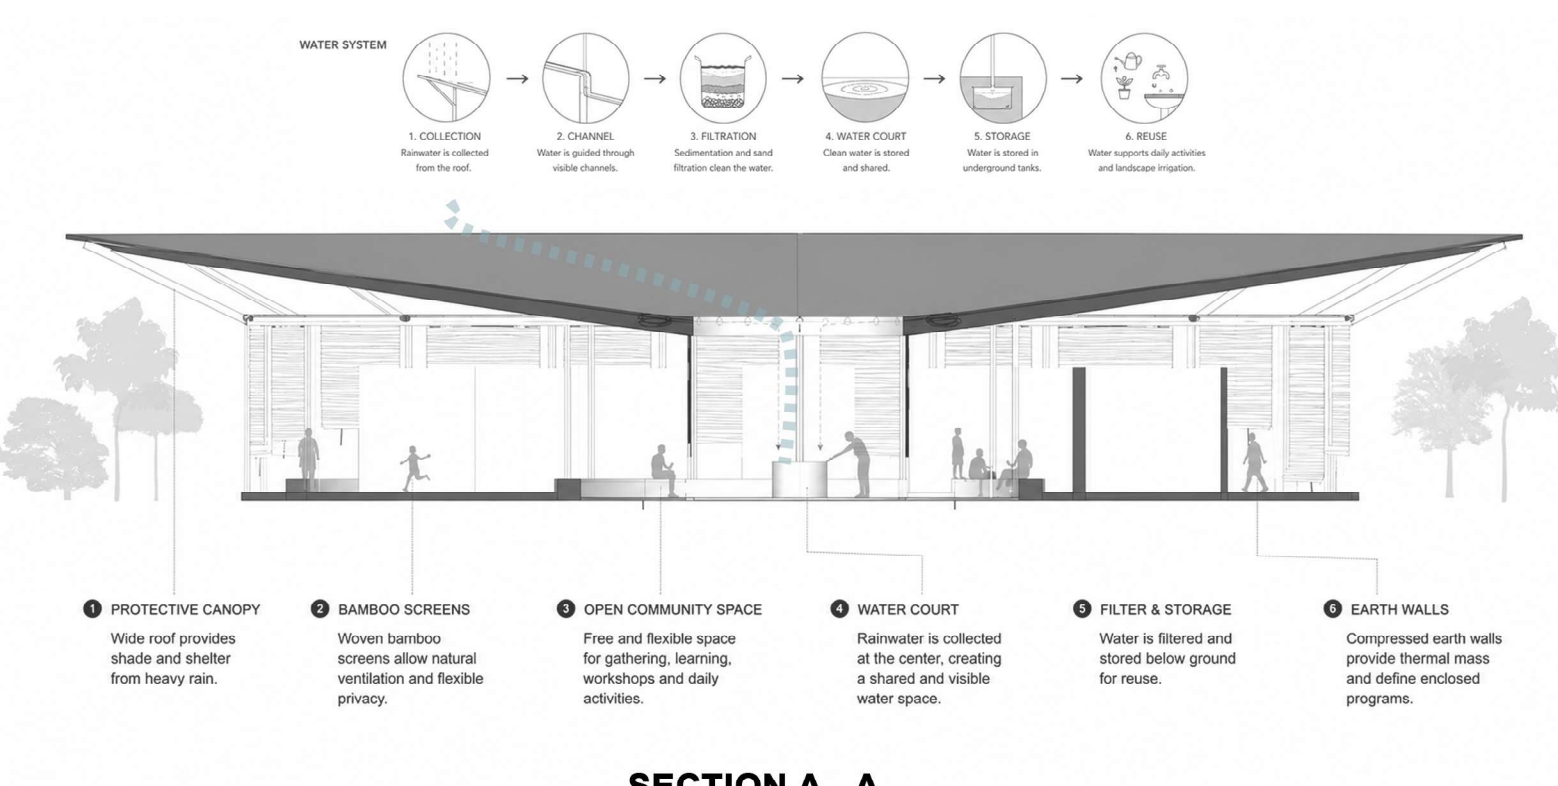 WATER SYSTEM
1. COLLECTION
Rainwater is collected
from the roof.
2. CHANNEL
Water is guided through
visible channels.
3. FILTRATION
Sedimentation and sand
filtration clean the water.
4. WATER COURT
Clean water is stored
and shared.
5. STORAGE
Water is stored in
underground tanks.
6. REUSE
Water supports daily activities
and landscape irrigation.
1 PROTECTIVE CANOPY
Wide roof provides
shade and shelter
from heavy rain.
2 BAMBOO SCREENS
Woven bamboo
screens allow natural
ventilation and flexible
privacy.
3 OPEN COMMUNITY SPACE
Free and flexible space
for gathering, learning,
workshops and daily
activities.
4 WATER COURT
Rainwater is collected
at the center, creating
a shared and visible
water space.
5 FILTER & STORAGE
Water is filtered and
stored below ground
for reuse.
6 EARTH WALLS
Compressed earth walls
provide thermal mass
and define enclosed
programs.
SECTION A - A